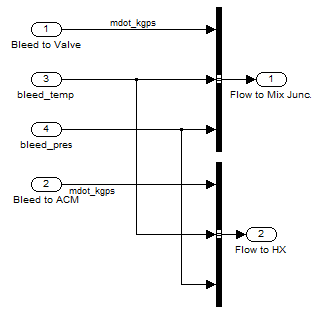 mdot_kgps
1
Bleed to Valve
3
bleed_temp
1
Flow to Mix Junc.
4
bleed_pres
2
mdot_kgps
Bleed to ACM
2
Flow to HX